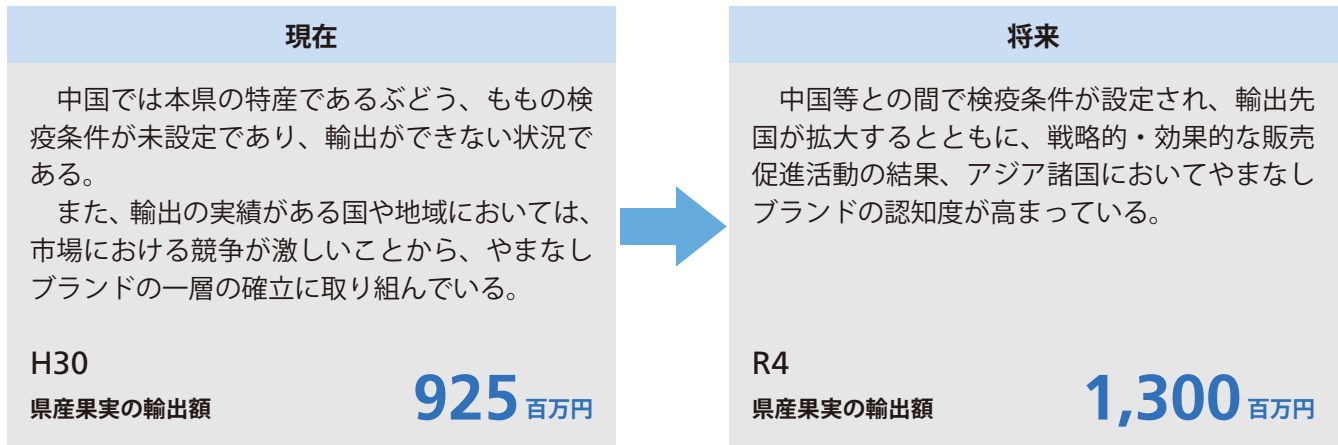 現在
　中国では本県の特産であるぶどう、ももの検
疫条件が未設定であり、輸出ができない状況で
ある。
　また、輸出の実績がある国や地域においては、
市場における競争が激しいことから、やまなし
ブランドの一層の確立に取り組んでいる。
H30
県産果実の輸出額 925 百万円
将来
　中国等との間で検疫条件が設定され、輸出先
国が拡大するとともに、戦略的・効果的な販売
促進活動の結果、アジア諸国においてやまなし
ブランドの認知度が高まっている。
R4
県産果実の輸出額 1,300 百万円